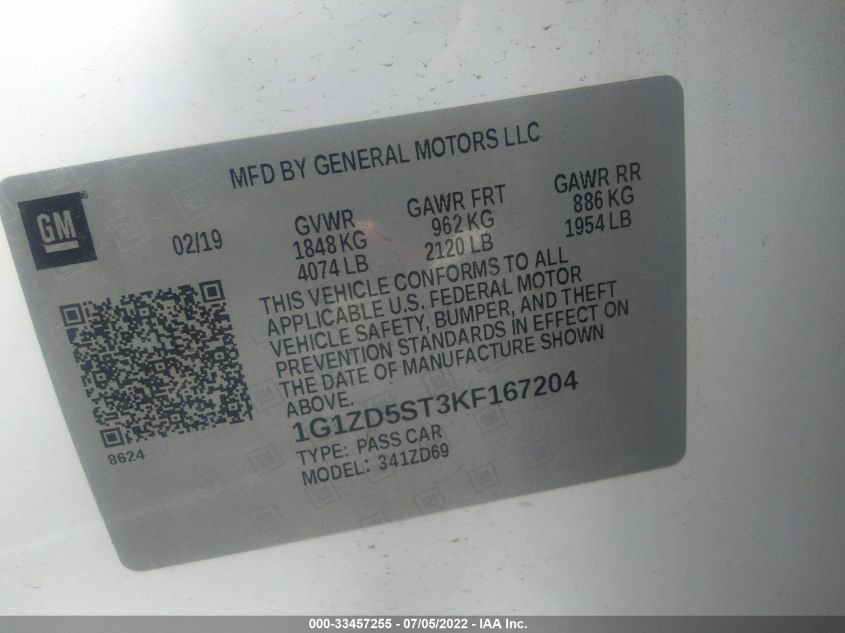 MFD BY GENERAL MOTORS LLC
GM
02/19
GVWR
1848 KG
4074 LB
GAWR FRT
962 KG
2120 LB
GAWR RR
886 KG
1954 LB
THIS VEHICLE CONFORMS TO ALL
APPLICABLE U.S. FEDERAL MOTOR
VEHICLE SAFETY, BUMPER, AND THEFT
PREVENTION STANDARDS IN EFFECT ON
THE DATE OF MANUFACTURE SHOWN
ABOVE.
1G1ZD5ST3KF167204
TYPE: PASS CAR
MODEL: 341ZD69
8624
000-33457255 - 07/05/2022 - IAA Inc.